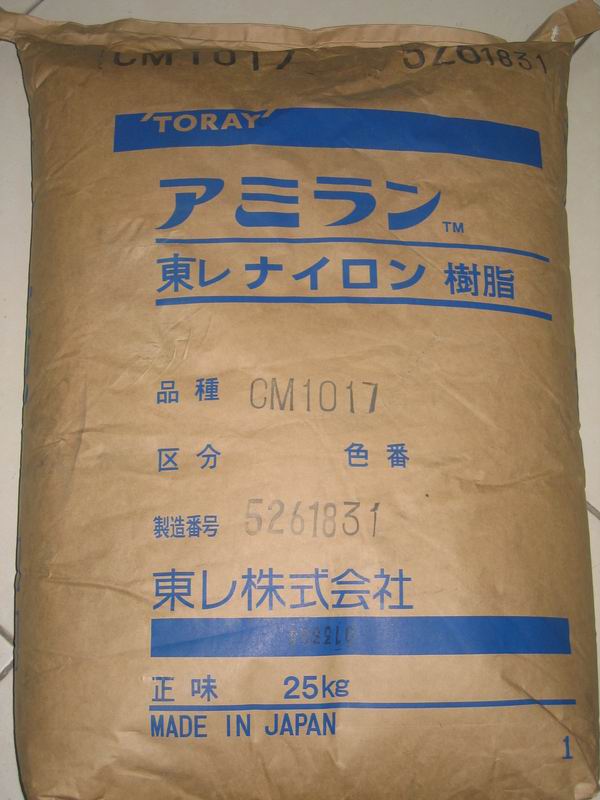 CM1017 5261831
TORAY
アミラン™
東レ ナイロン 樹脂
品種 CM1017
区分 色番
製造番号 5261831
東レ株式会社
正味 25kg
MADE IN JAPAN
1